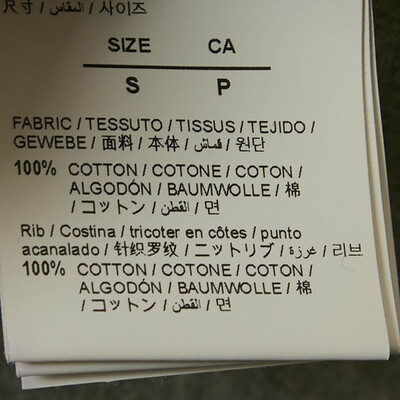 尺寸 / المقاس / 사이즈
SIZE CA
S P
FABRIC / TESSUTO / TISSUS / TEJIDO /
GEWEBE / 面料 / 本体 / قماش / 원단
100% COTTON / COTONE / COTON /
ALGODÓN / BAUMWOLLE / 棉
/ コットン / القطن / 면
Rib / Costina / tricoter en côtes / punto
acanalado / 针织罗纹 / ニットリブ / غرزة / 리브
100% COTTON / COTONE / COTON /
ALGODÓN / BAUMWOLLE / 棉
/ コットン / القطن / 면